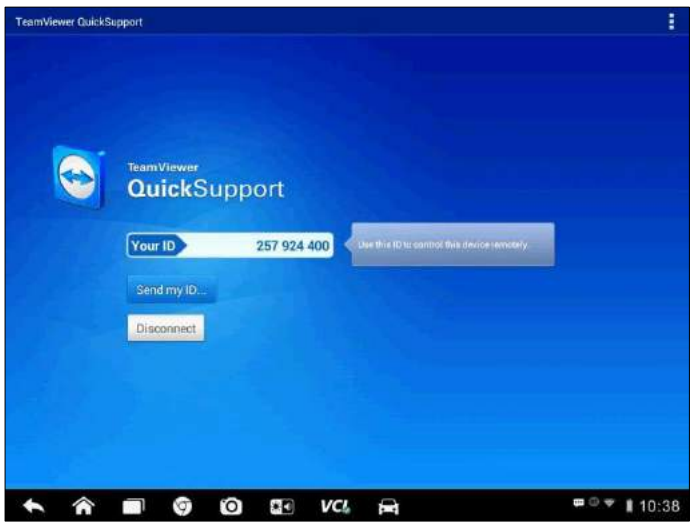 TeamViewer QuickSupport
TeamViewer
QuickSupport
Your ID
257 924 400
Use this ID to control this device remotely.
Send my ID...
Disconnect
VCI
10:38